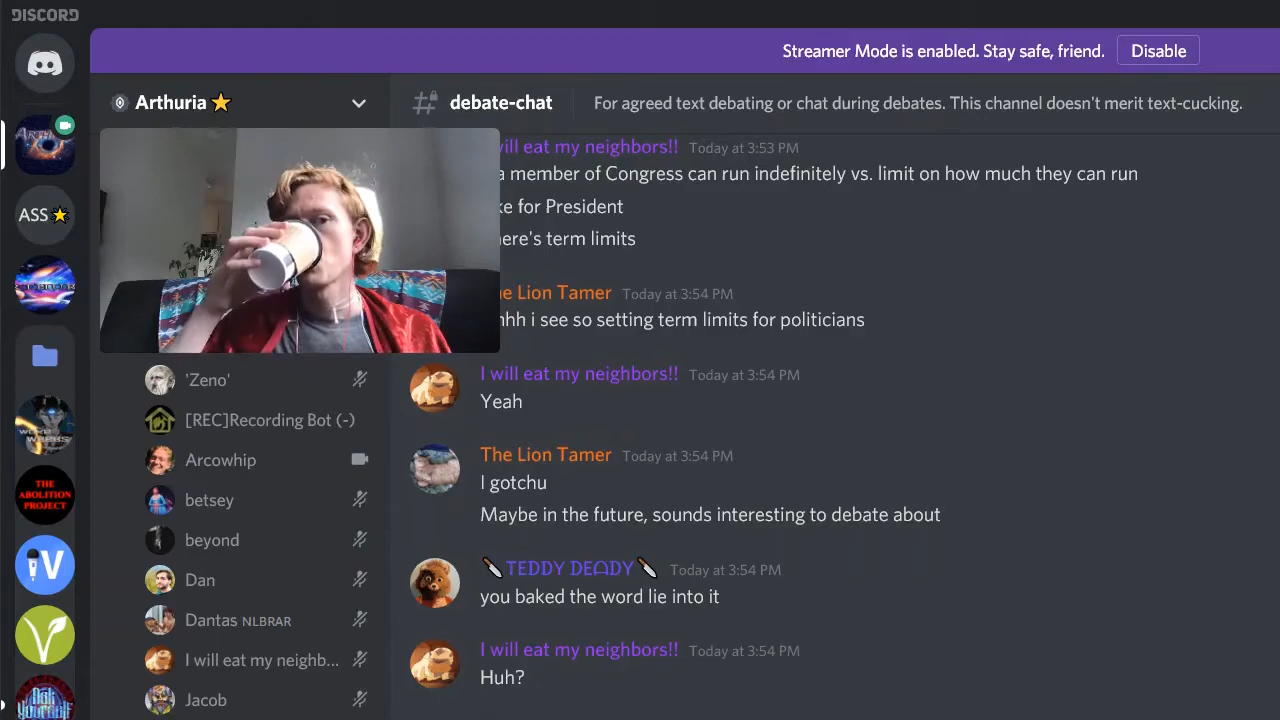 DISCORD
Streamer Mode is enabled. Stay safe, friend.
Disable
Arthuria
debate-chat
For agreed text debating or chat during debates. This channel doesn't merit text-cucking.
ASS
THE
ABOLITION
PROJECT
V
'Zeno'
[REC]Recording Bot (-)
Arcowhip
betsey
beyond
Dan
Dantas NLBRAR
I will eat my neighb...
Jacob
will eat my neighbors!! Today at 3:53 PM
a member of Congress can run indefinitely vs. limit on how much they can run
ke for President
here's term limits
he Lion Tamer Today at 3:54 PM
hhh i see so setting term limits for politicians
I will eat my neighbors!! Today at 3:54 PM
Yeah
The Lion Tamer Today at 3:54 PM
I gotchu
Maybe in the future, sounds interesting to debate about
TEDDY DEᗩDY Today at 3:54 PM
you baked the word lie into it
I will eat my neighbors!! Today at 3:54 PM
Huh?